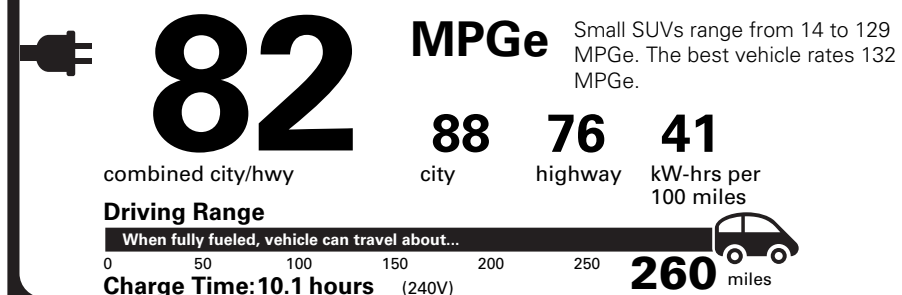 82
MPGe
Small SUVs range from 14 to 129
MPGe. The best vehicle rates 132
MPGe.
88 76 41
combined city/hwy city highway kW-hrs per
100 miles
Driving Range
When fully fueled, vehicle can travel about...
0 50 100 150 200 250 260 miles
Charge Time: 10.1 hours (240V)